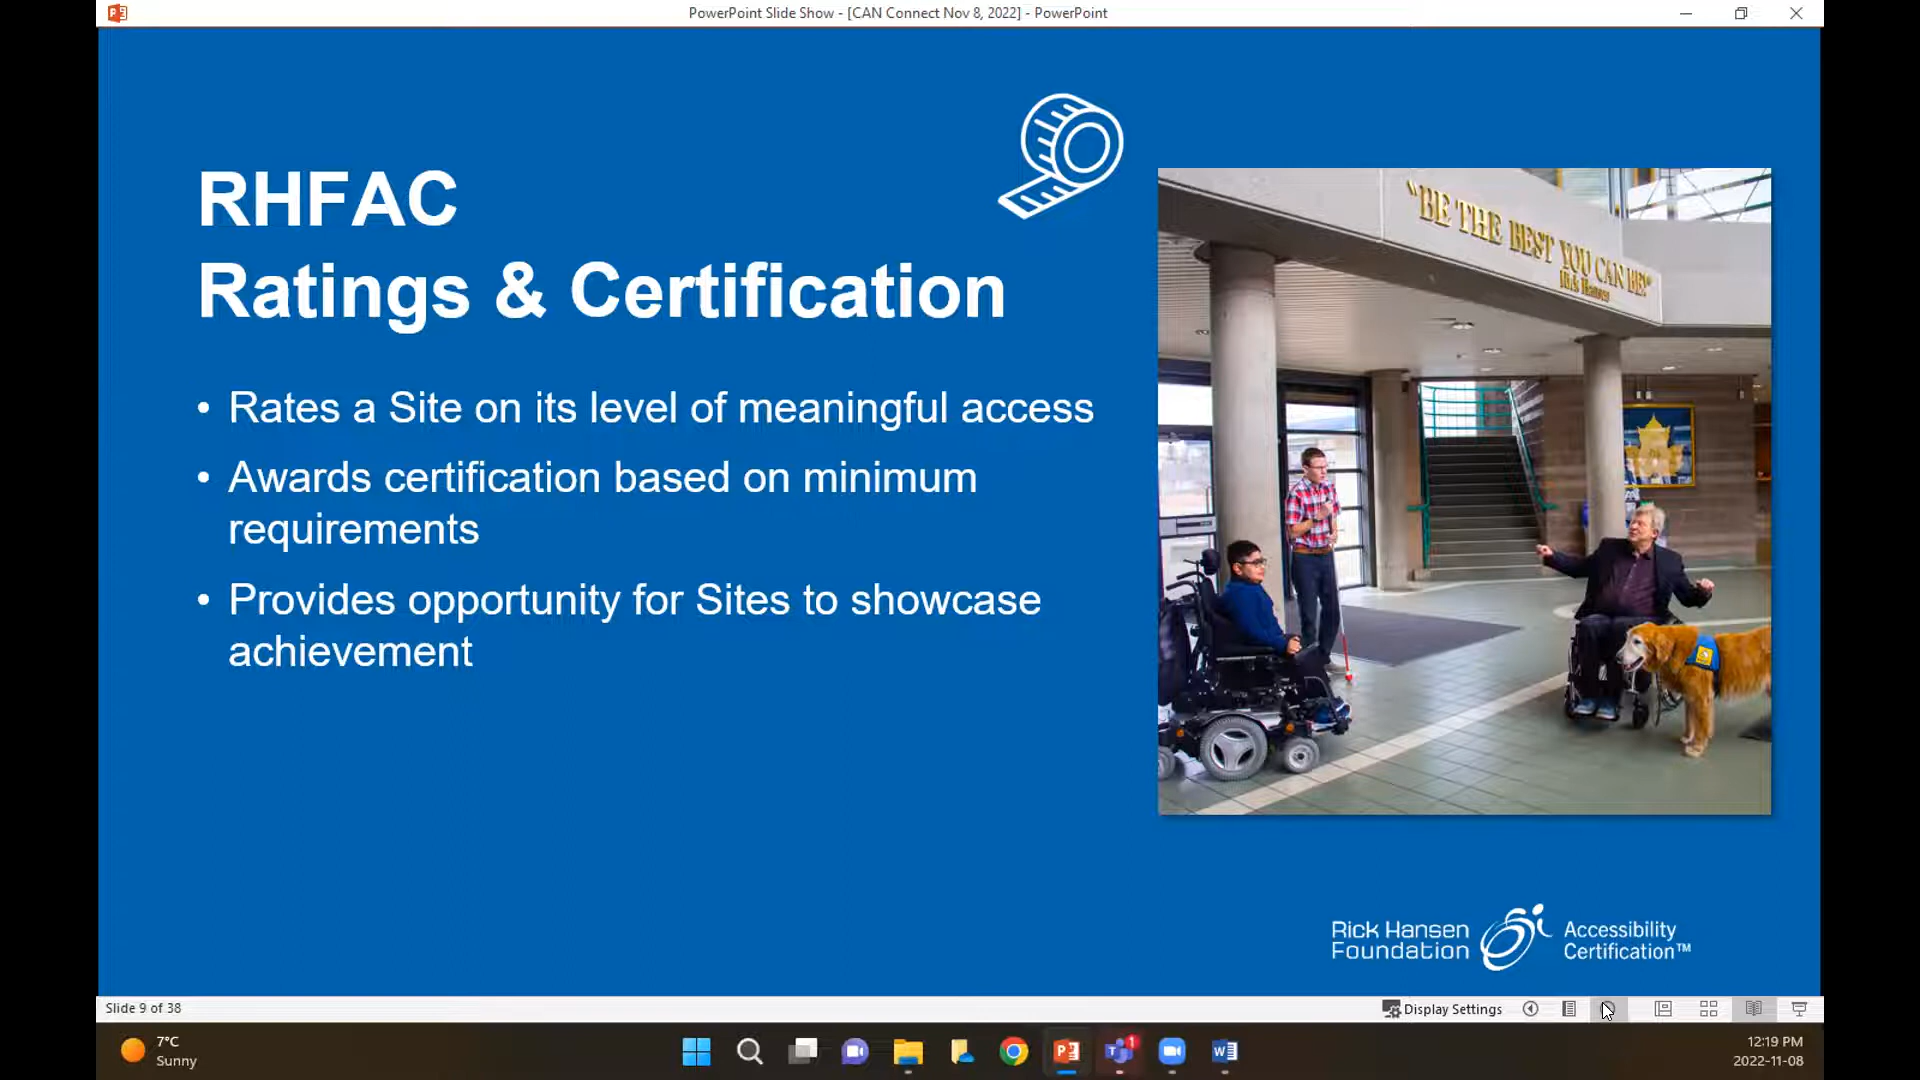 PowerPoint Slide Show - [CAN Connect Nov 8, 2022] - PowerPoint
RHFAC
Ratings & Certification
• Rates a Site on its level of meaningful access
• Awards certification based on minimum
requirements
• Provides opportunity for Sites to showcase
achievement
"BE THE BEST YOU CAN BE!"
Rick Hansen
Rick Hansen
Foundation
Accessibility
Certification™
Slide 9 of 38
Display Settings
7°C
Sunny
1
12:19 PM
2022-11-08